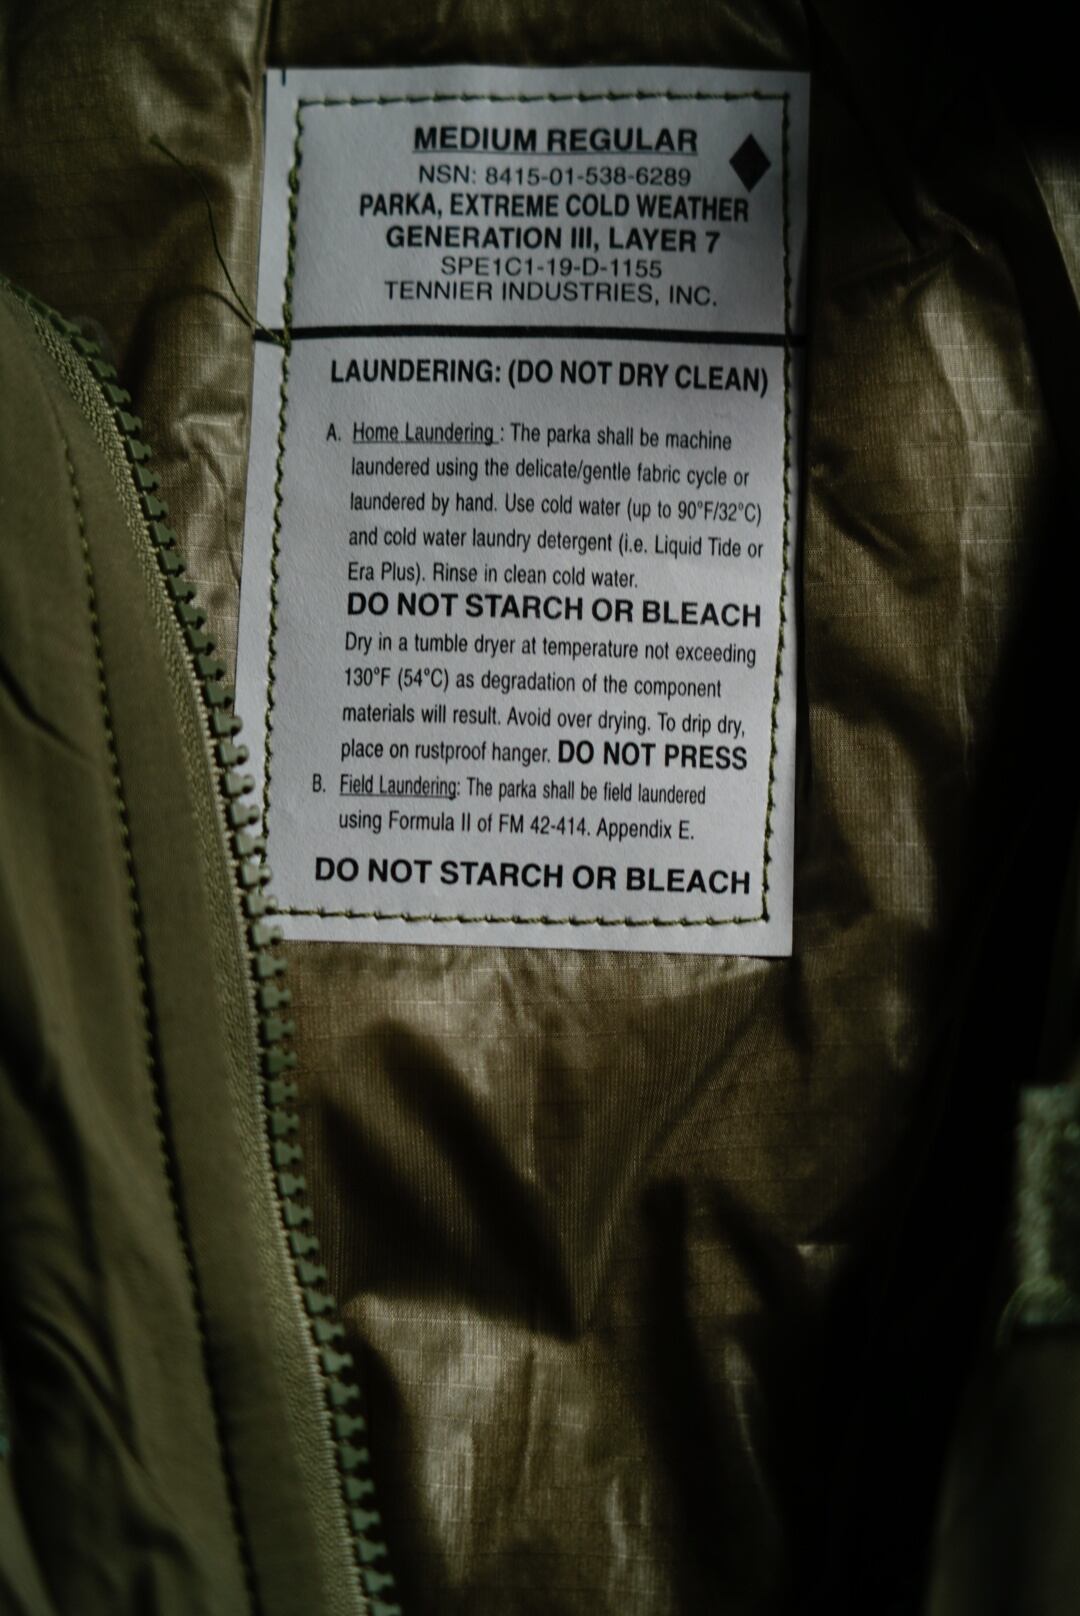 MEDIUM REGULAR
NSN: 8415-01-538-6289
PARKA, EXTREME COLD WEATHER
GENERATION III, LAYER 7
SPE1C1-19-D-1155
TENNIER INDUSTRIES, INC.
LAUNDERING: (DO NOT DRY CLEAN)
A. Home Laundering : The parka shall be machine
laundered using the delicate/gentle fabric cycle or
laundered by hand. Use cold water (up to 90°F/32°C)
and cold water laundry detergent (i.e. Liquid Tide or
Era Plus). Rinse in clean cold water.
DO NOT STARCH OR BLEACH
Dry in a tumble dryer at temperature not exceeding
130°F (54°C) as degradation of the component
materials will result. Avoid over drying. To drip dry,
place on rustproof hanger. DO NOT PRESS
B. Field Laundering: The parka shall be field laundered
using Formula II of FM 42-414. Appendix E.
DO NOT STARCH OR BLEACH